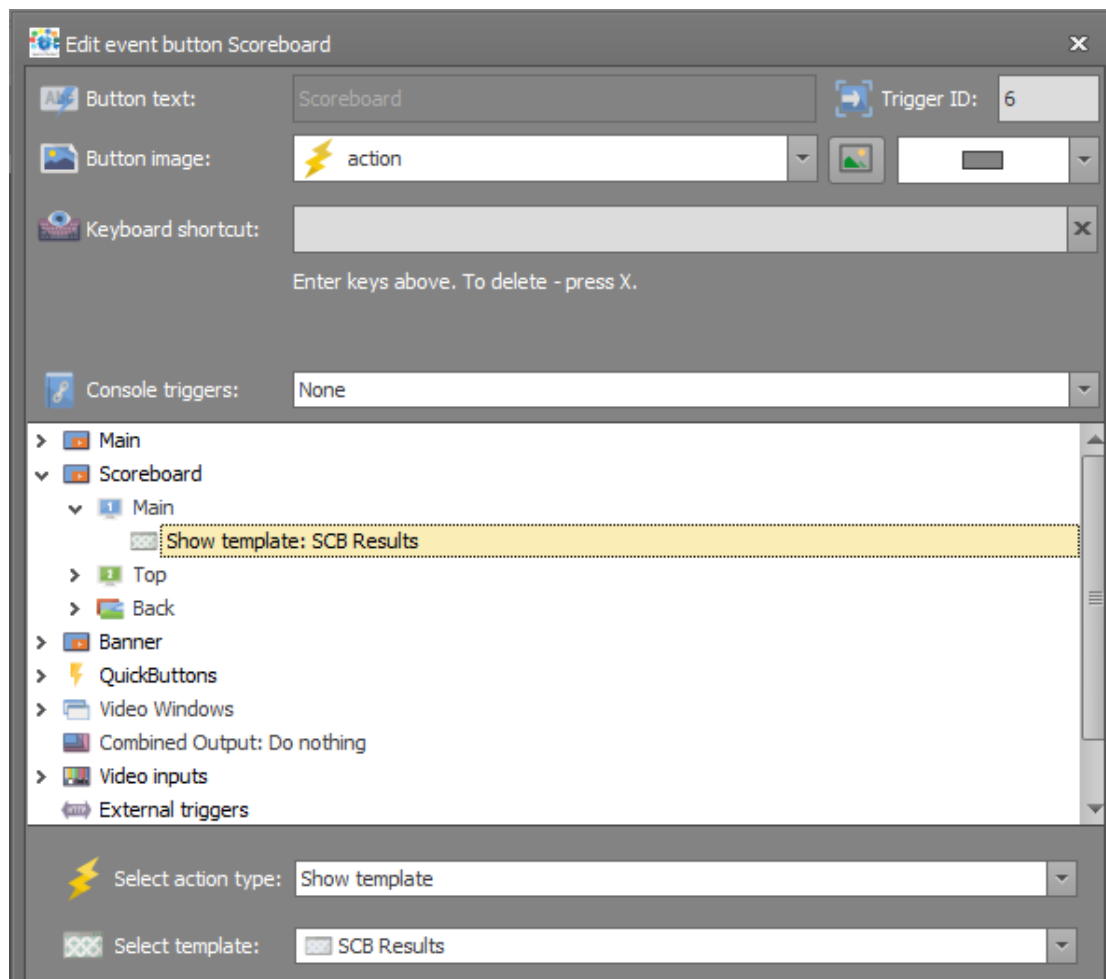 Edit event button Scoreboard
Button text: Scoreboard Trigger ID: 6
Button image: action
Keyboard shortcut:
Enter keys above. To delete - press X.
Console triggers: None
Main
Scoreboard
1 Main
Show template: SCB Results
2 Top
Back
Banner
QuickButtons
Video Windows
Combined Output: Do nothing
Video inputs
External triggers
Select action type: Show template
Select template: SCB Results